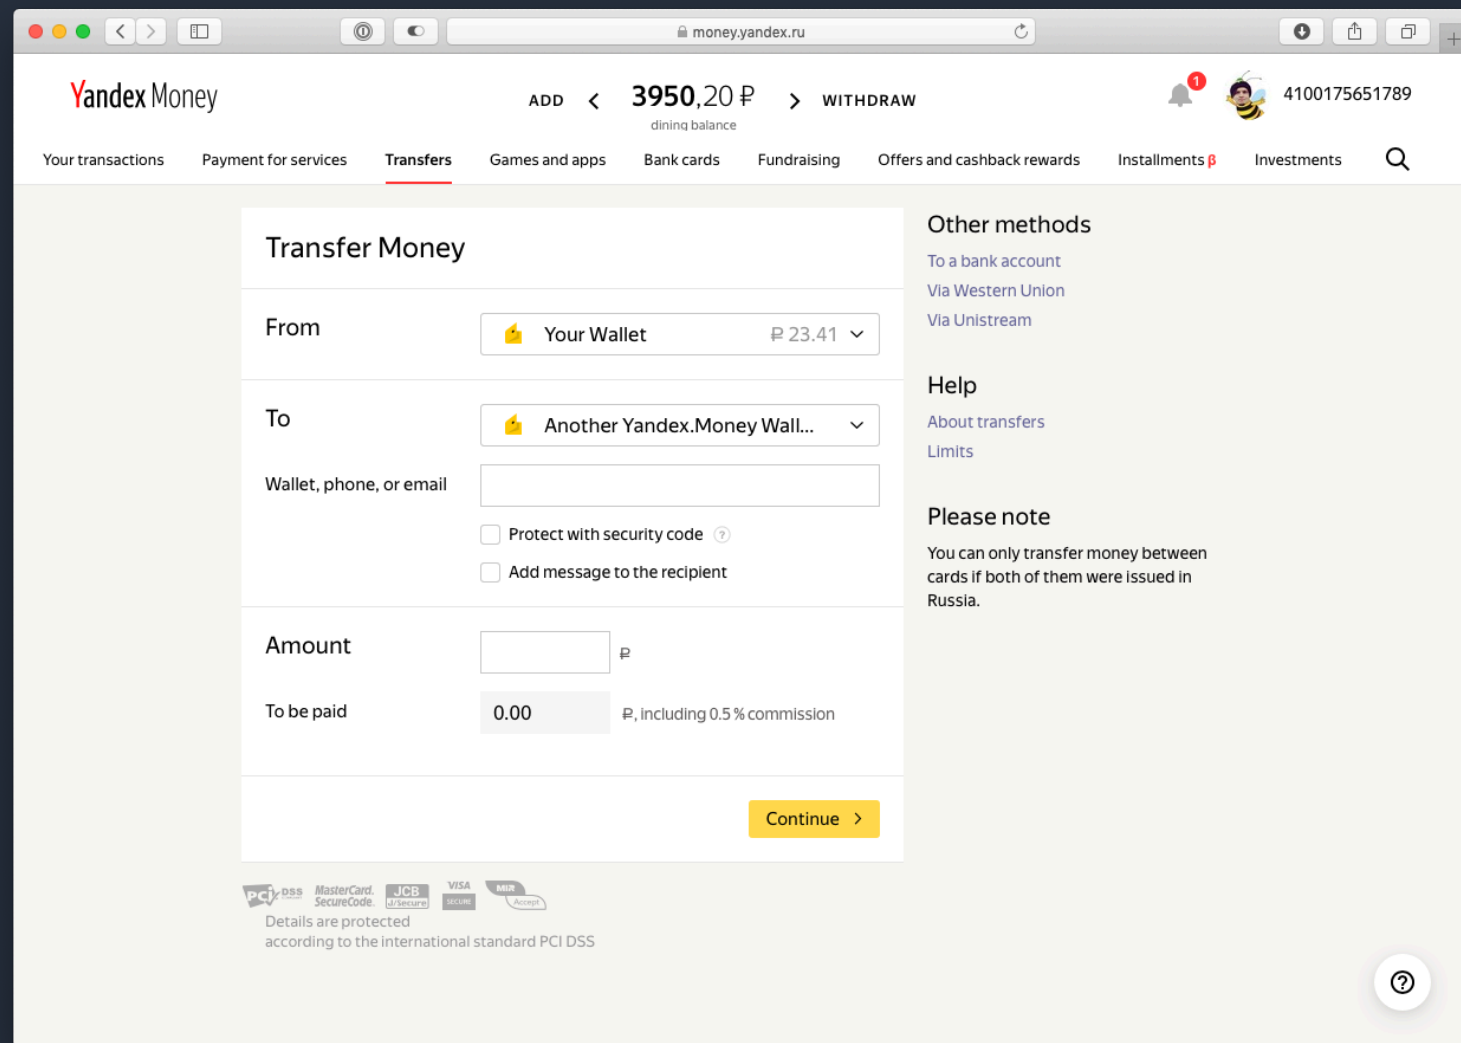 money.yandex.ru
Yandex Money
ADD
3950,20 ₽
WITHDRAW
dining balance
1
4100175651789
Your transactions
Payment for services
Transfers
Games and apps
Bank cards
Fundraising
Offers and cashback rewards
Installments β
Investments
Transfer Money
From
Your Wallet
₽ 23.41
To
Another Yandex.Money Wall...
Wallet, phone, or email
Protect with security code ?
Add message to the recipient
Amount
₽
To be paid
0.00
₽, including 0.5 % commission
Continue
PCI DSS
MasterCard.
SecureCode.
JCB
J/Secure
VISA
SECURE
MIR
Accept
Details are protected
according to the international standard PCI DSS
Other methods
To a bank account
Via Western Union
Via Unistream
Help
About transfers
Limits
Please note
You can only transfer money between
cards if both of them were issued in
Russia.
?